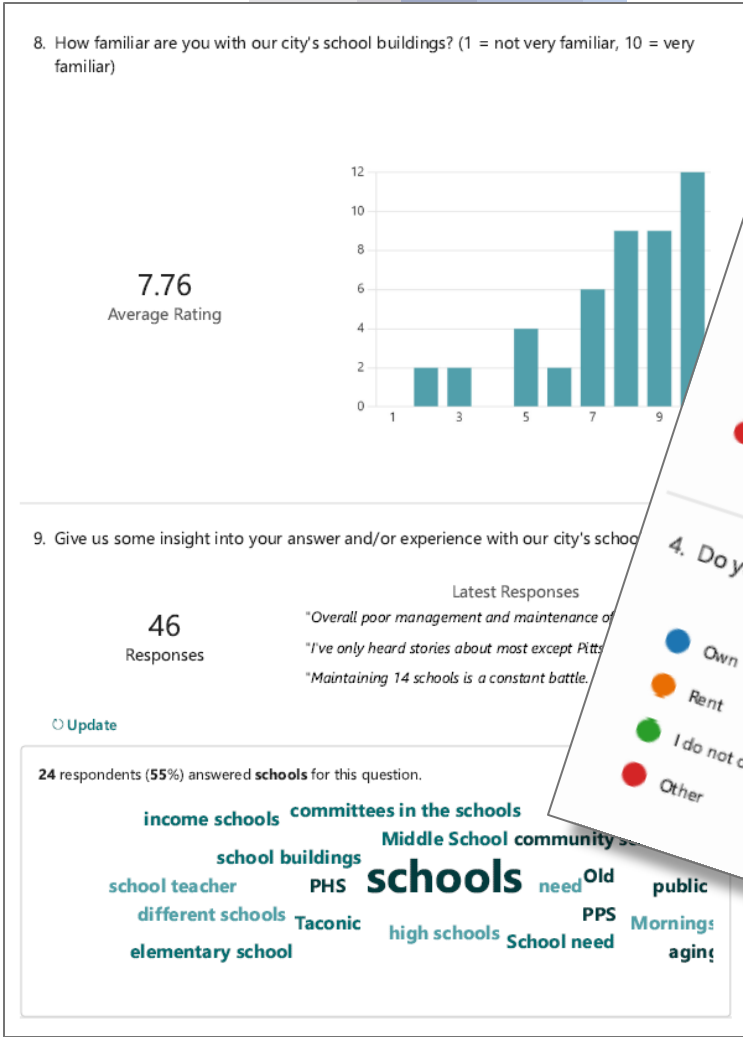 8. How familiar are you with our city's school buildings? (1 = not very familiar, 10 = very
familiar)
12
10
8
6
4
2
0
1 3 5 7 9
7.76
Average Rating
9. Give us some insight into your answer and/or experience with our city's
Latest Responses
46
Responses
"Overall poor management and maintenance of
"I've only heard stories about most except
"Maintaining 14 schools is a constant battle.
Update
24 respondents (55%) answered schools for this question.
income schools committees in the schools
Middle School community
school buildings
school teacher PHS schools need Old public
different schools Taconic PPS
high schools School need
elementary school
4. Do
Own
Rent
I do not
Other